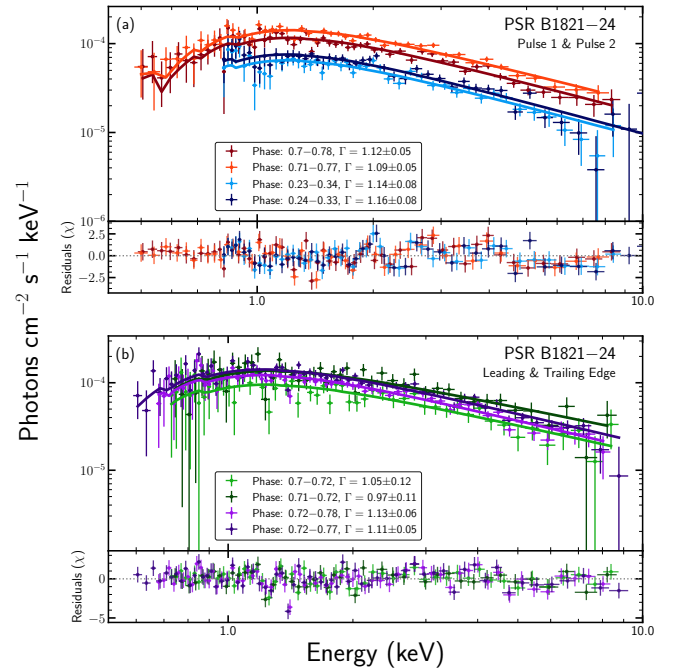 (a)
PSR B1821−24
Pulse 1 & Pulse 2
10⁻⁴
10⁻⁵
10⁻⁶
Phase: 0.7−0.78, Γ = 1.12±0.05
Phase: 0.71−0.77, Γ = 1.09±0.05
Phase: 0.23−0.34, Γ = 1.14±0.08
Phase: 0.24−0.33, Γ = 1.16±0.08
Residuals (χ)
2.5
0.0
−2.5
1.0
10.0
Photons cm⁻² s⁻¹ keV⁻¹
(b)
PSR B1821−24
Leading & Trailing Edge
10⁻⁴
10⁻⁵
Phase: 0.7−0.72, Γ = 1.05±0.12
Phase: 0.71−0.72, Γ = 0.97±0.11
Phase: 0.72−0.78, Γ = 1.13±0.06
Phase: 0.72−0.77, Γ = 1.11±0.05
Residuals (χ)
0
−5
1.0
10.0
Energy (keV)